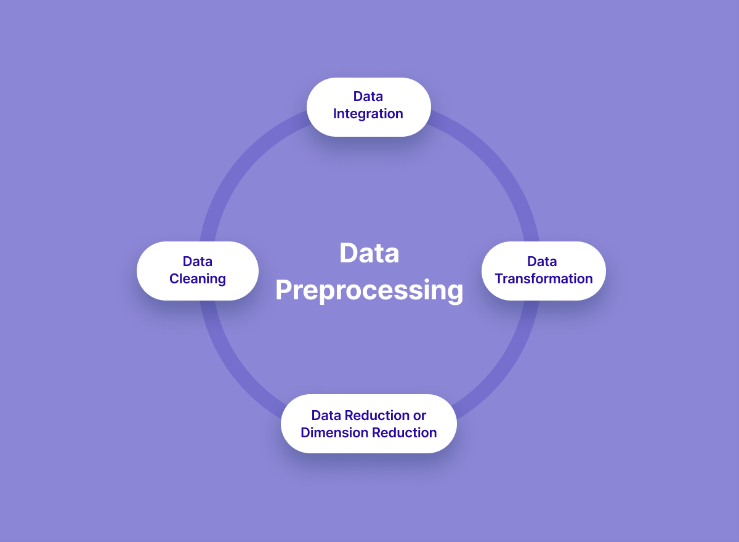 Data
Integration
Data
Cleaning
Data
Preprocessing
Data
Transformation
Data Reduction or
Dimension Reduction